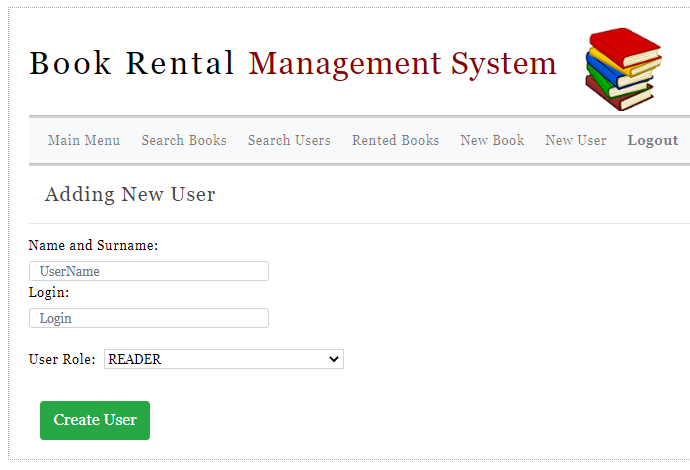 Book Rental Management System
Main Menu Search Books Search Users Rented Books New Book New User Logout
Adding New User
Name and Surname:
UserName
Login:
Login
User Role: READER
Create User